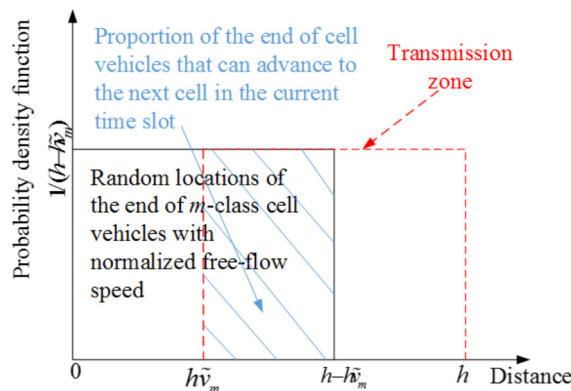 Probability density function
1/(h–hṽₘ)
Proportion of the end of cell
vehicles that can advance to
the next cell in the current
time slot
Transmission
zone
Random locations of
the end of m-class cell
vehicles with
normalized free-flow
speed
0
hṽₘ
h–hṽₘ
h
Distance